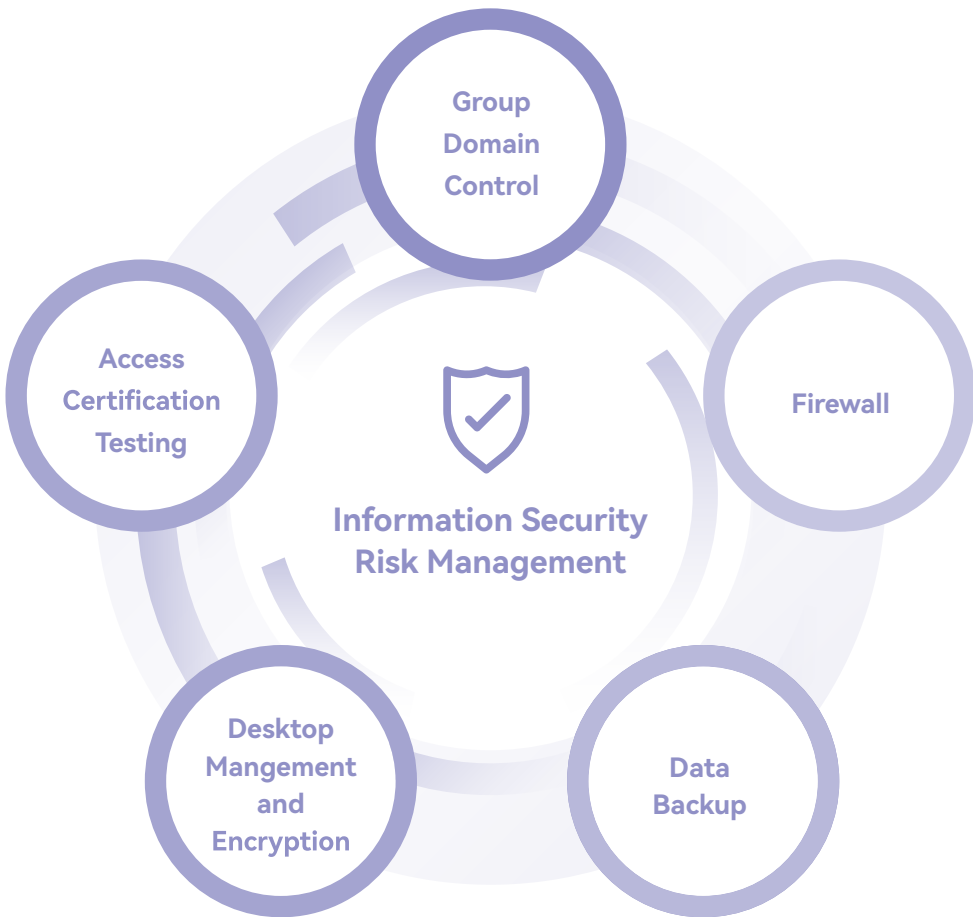 Group
Domain
Control
Access
Certification
Testing
Firewall
Information Security
Risk Management
Desktop
Mangement
and
Encryption
Data
Backup